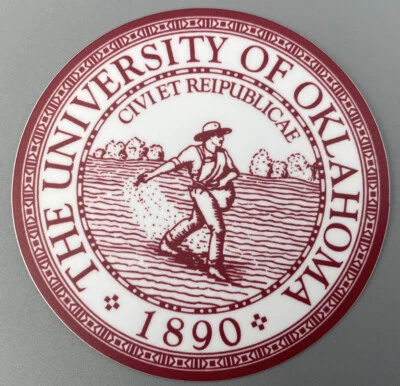 THE UNIVERSITY OF OKLAHOMA
CIVI ET REIPUBLICAE
1890